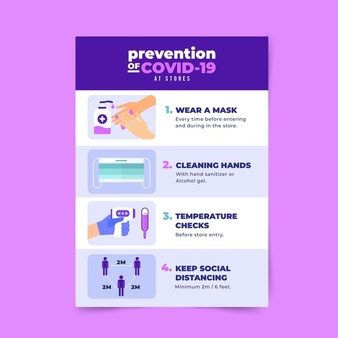 prevention
OF COVID-19
AT STORES
1. WEAR A MASK
Every time before entering
and during in the store.
2. CLEANING HANDS
With hand sanitizer or
Alcohol gel.
3. TEMPERATURE
CHECKS
Before store entry.
2M 2M
2M
4. KEEP SOCIAL
DISTANCING
Minimum 2m / 6 feet.